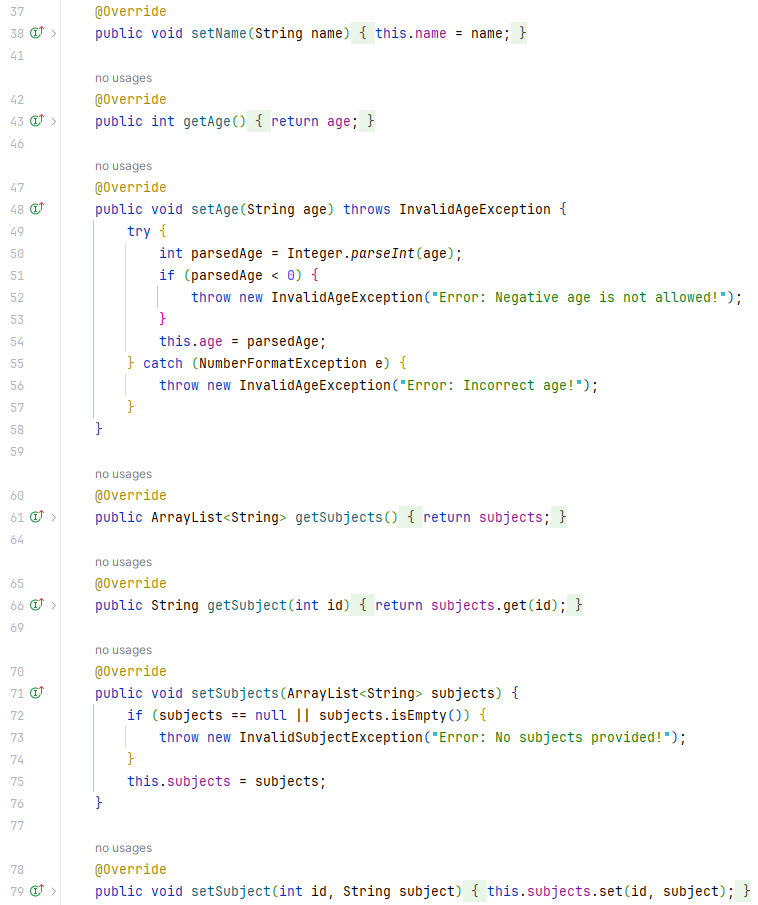 37 @Override
38 public void setName(String name) { this.name = name; }
41
no usages
42 @Override
43 public int getAge() { return age; }
46
no usages
47 @Override
48 public void setAge(String age) throws InvalidAgeException {
49 try {
50 int parsedAge = Integer.parseInt(age);
51 if (parsedAge < 0) {
52 throw new InvalidAgeException("Error: Negative age is not allowed!");
53 }
54 this.age = parsedAge;
55 } catch (NumberFormatException e) {
56 throw new InvalidAgeException("Error: Incorrect age!");
57 }
58 }
59
no usages
60 @Override
61 public ArrayList<String> getSubjects() { return subjects; }
64
no usages
65 @Override
66 public String getSubject(int id) { return subjects.get(id); }
69
no usages
70 @Override
71 public void setSubjects(ArrayList<String> subjects) {
72 if (subjects == null || subjects.isEmpty()) {
73 throw new InvalidSubjectException("Error: No subjects provided!");
74 }
75 this.subjects = subjects;
76 }
77
no usages
78 @Override
79 public void setSubject(int id, String subject) { this.subjects.set(id, subject); }